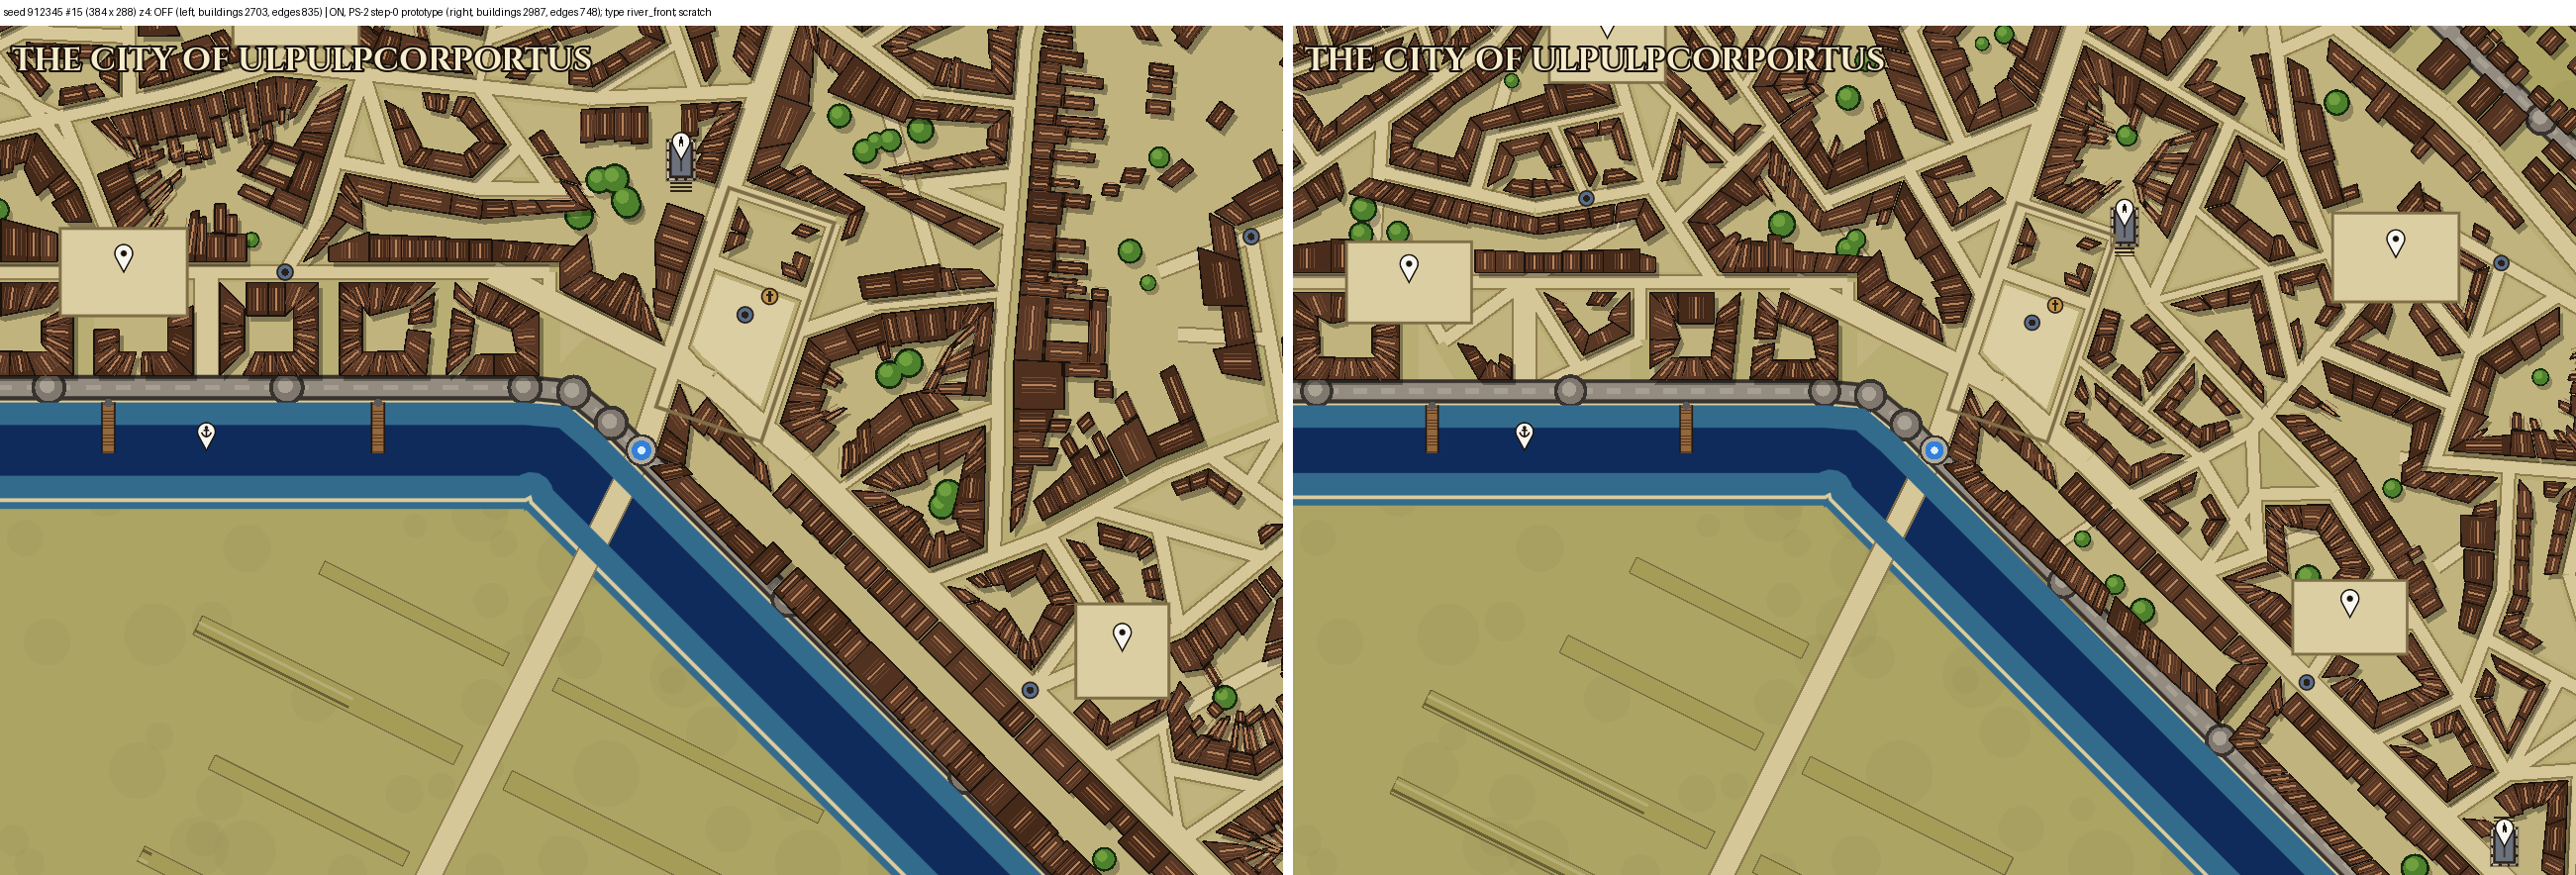 seed 912345 #15 (384 x 288) z4: OFF (left, buildings 2703, edges 835) | ON, PS-2 step-0 prototype (right, buildings 2987, edges 748); type river_front; scratch
THE CITY OF ULPULPCORPORTUS
THE CITY OF ULPULPCORPORTUS